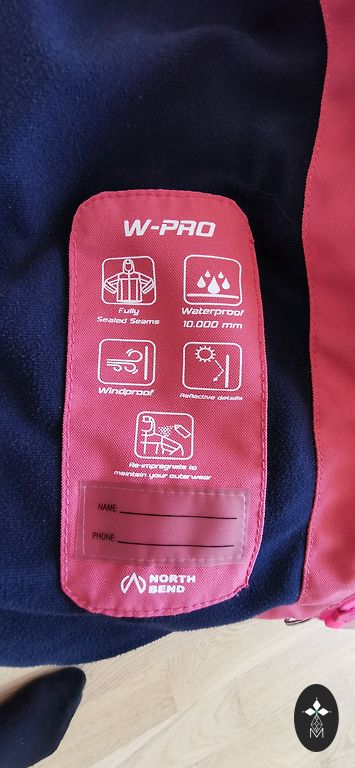 W-PRO
Fully
Sealed Seams
Waterproof
10.000 mm
Windproof
Reflective details
Re-impregnate to
maintain your outerwear
NAME:
PHONE:
NORTH
BEND
M